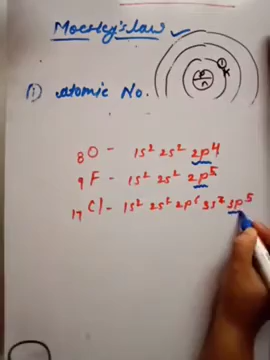 Moseley's law ✓
(i) atomic No.
p
n
K
₈O - 1s² 2s² 2p⁴
₉F - 1s² 2s² 2p⁵
₁₇Cl - 1s² 2s² 2p⁶ 3s² 3p⁵